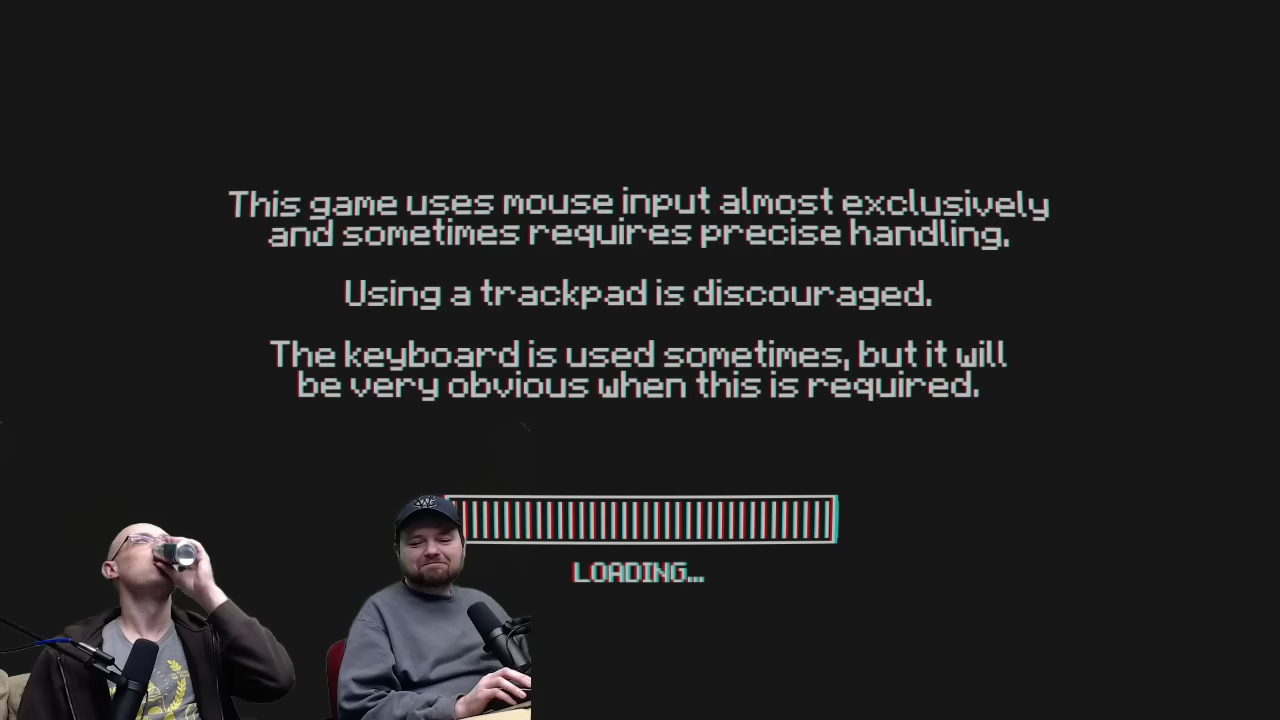 This game uses mouse input almost exclusively
and sometimes requires precise handling.
Using a trackpad is discouraged.
The keyboard is used sometimes, but it will
be very obvious when this is required.
LOADING...